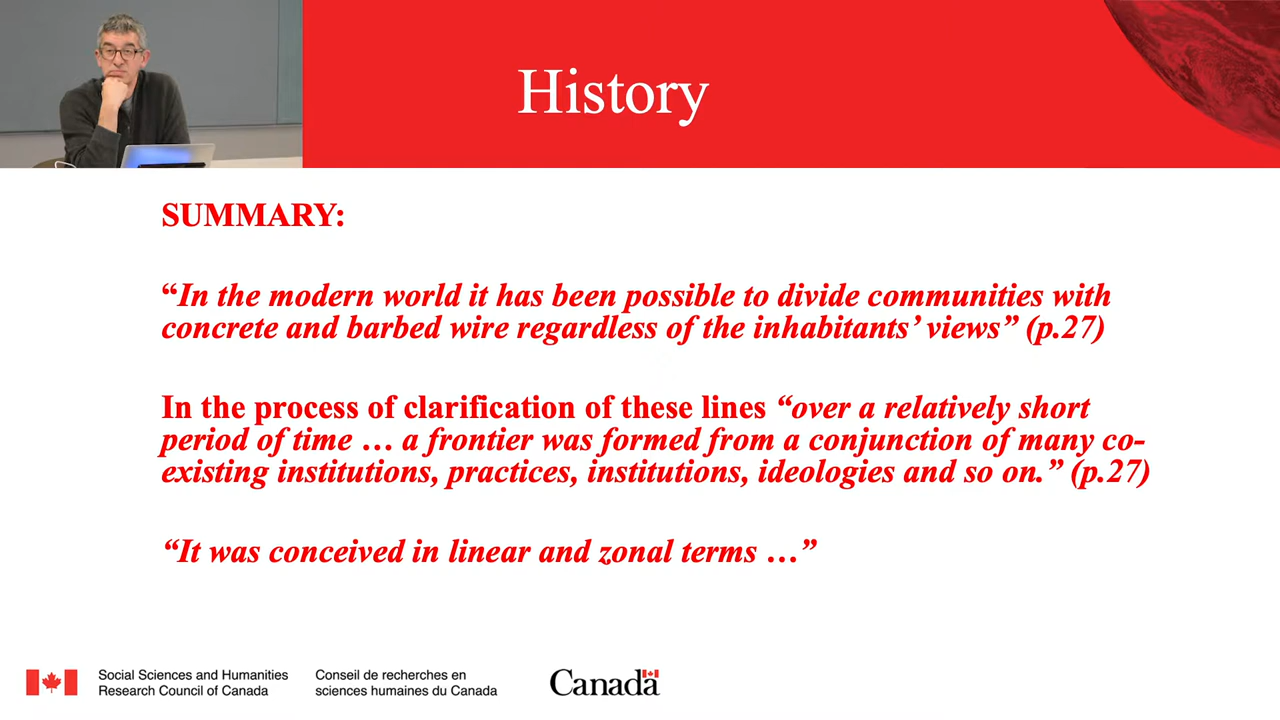 History
SUMMARY:
“In the modern world it has been possible to divide communities with
concrete and barbed wire regardless of the inhabitants’ views” (p.27)
In the process of clarification of these lines “over a relatively short
period of time … a frontier was formed from a conjunction of many co-
existing institutions, practices, institutions, ideologies and so on.” (p.27)
“It was conceived in linear and zonal terms …”
Social Sciences and Humanities
Research Council of Canada
Conseil de recherches en
sciences humaines du Canada
Canada